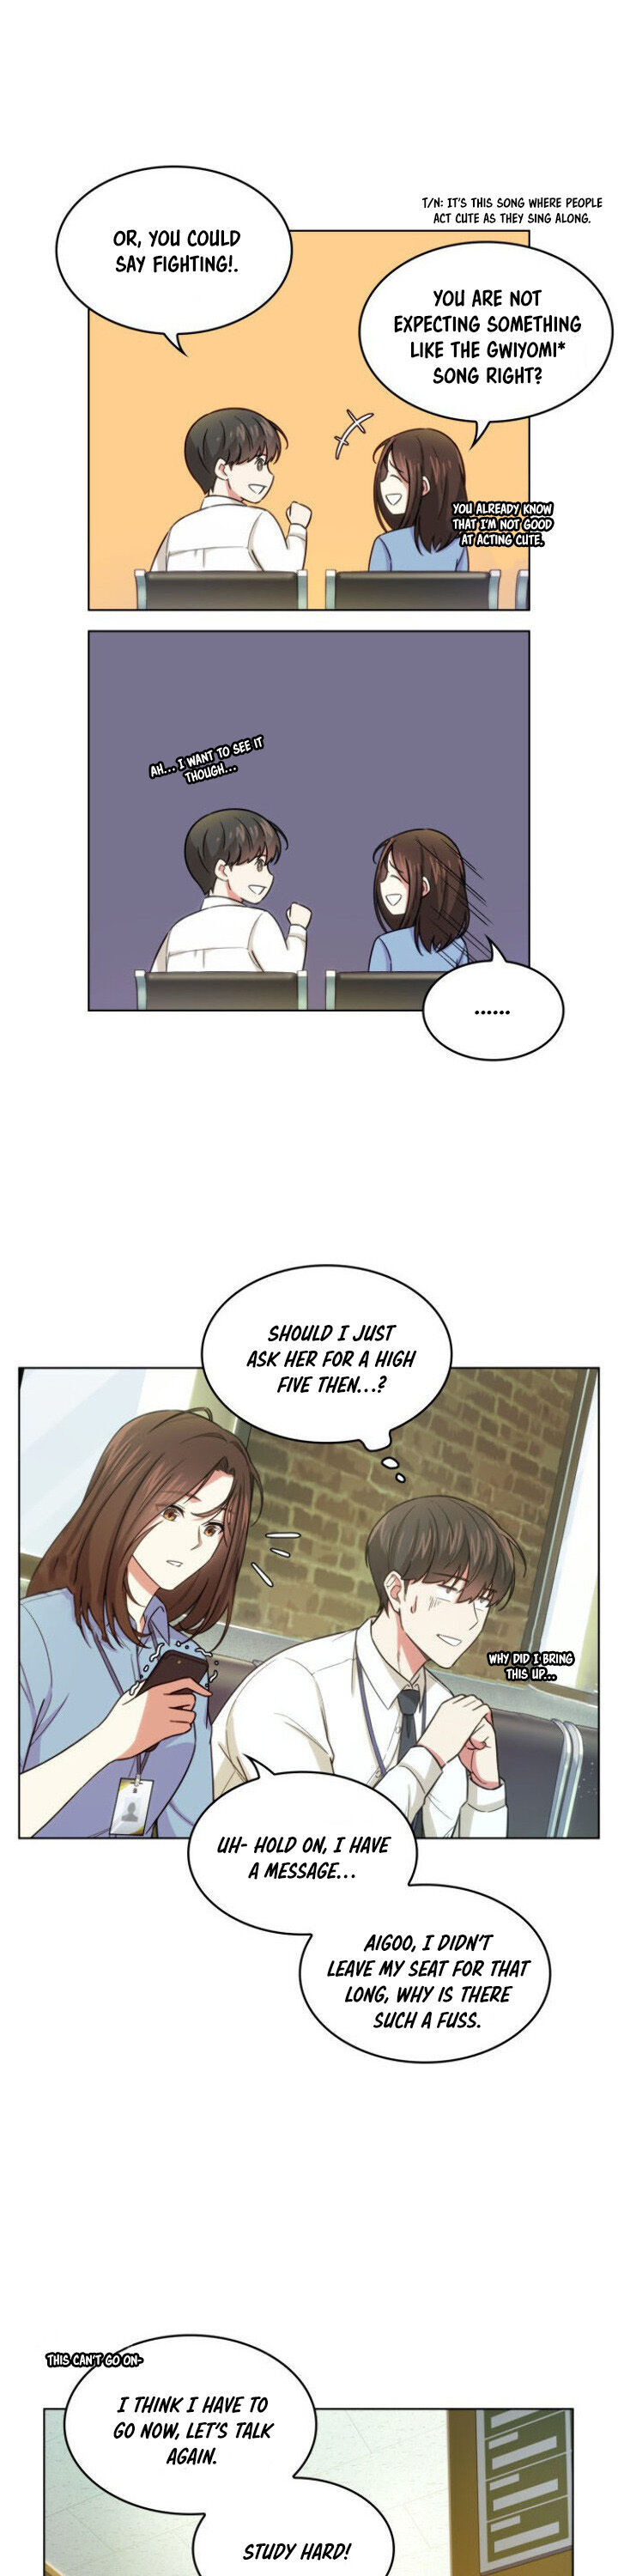 T/N: IT'S THIS SONG WHERE PEOPLE
ACT CUTE AS THEY SING ALONG.
OR, YOU COULD
SAY FIGHTING!.
YOU ARE NOT
EXPECTING SOMETHING
LIKE THE GWIYOMI*
SONG RIGHT?
YOU ALREADY KNOW
THAT I'M NOT GOOD
AT ACTING CUTE.
AH... I WANT TO SEE IT
THOUGH...
......
SHOULD I JUST
ASK HER FOR A HIGH
FIVE THEN...?
WHY DID I BRING
THIS UP...
UH- HOLD ON, I HAVE
A MESSAGE...
AIGOO, I DIDN'T
LEAVE MY SEAT FOR THAT
LONG, WHY IS THERE
SUCH A FUSS.
THIS CAN'T GO ON-
I THINK I HAVE TO
GO NOW, LET'S TALK
AGAIN.
STUDY HARD!